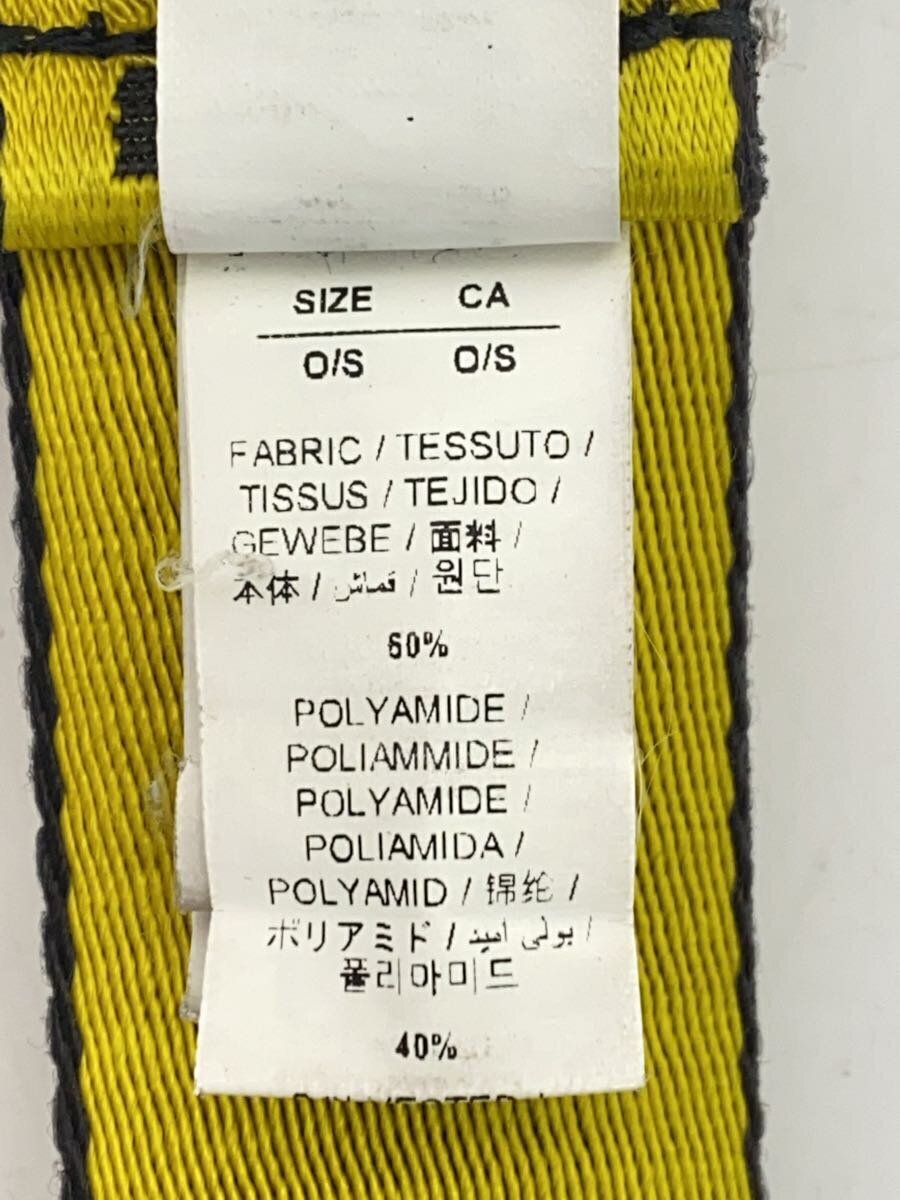 SIZE CA
O/S O/S
FABRIC / TESSUTO /
TISSUS / TEJIDO /
GEWEBE / 面料 /
本体 / قماش / 원단
60%
POLYAMIDE /
POLIAMMIDE /
POLYAMIDE /
POLIAMIDA /
POLYAMID / 锦纶 /
ポリアミド / بولي اميد /
폴리아미드
40%